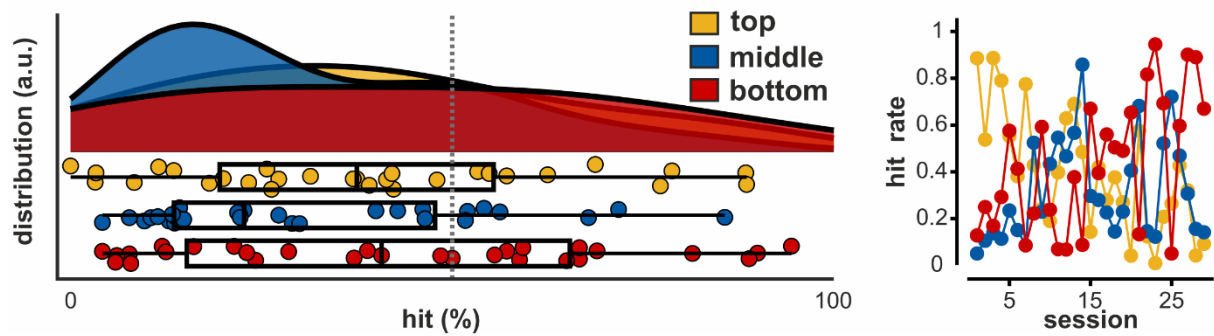 distribution (a.u.)
top
middle
bottom
0
100
hit (%)
hit rate
1
0.8
0.6
0.4
0.2
0
5
15
25
session